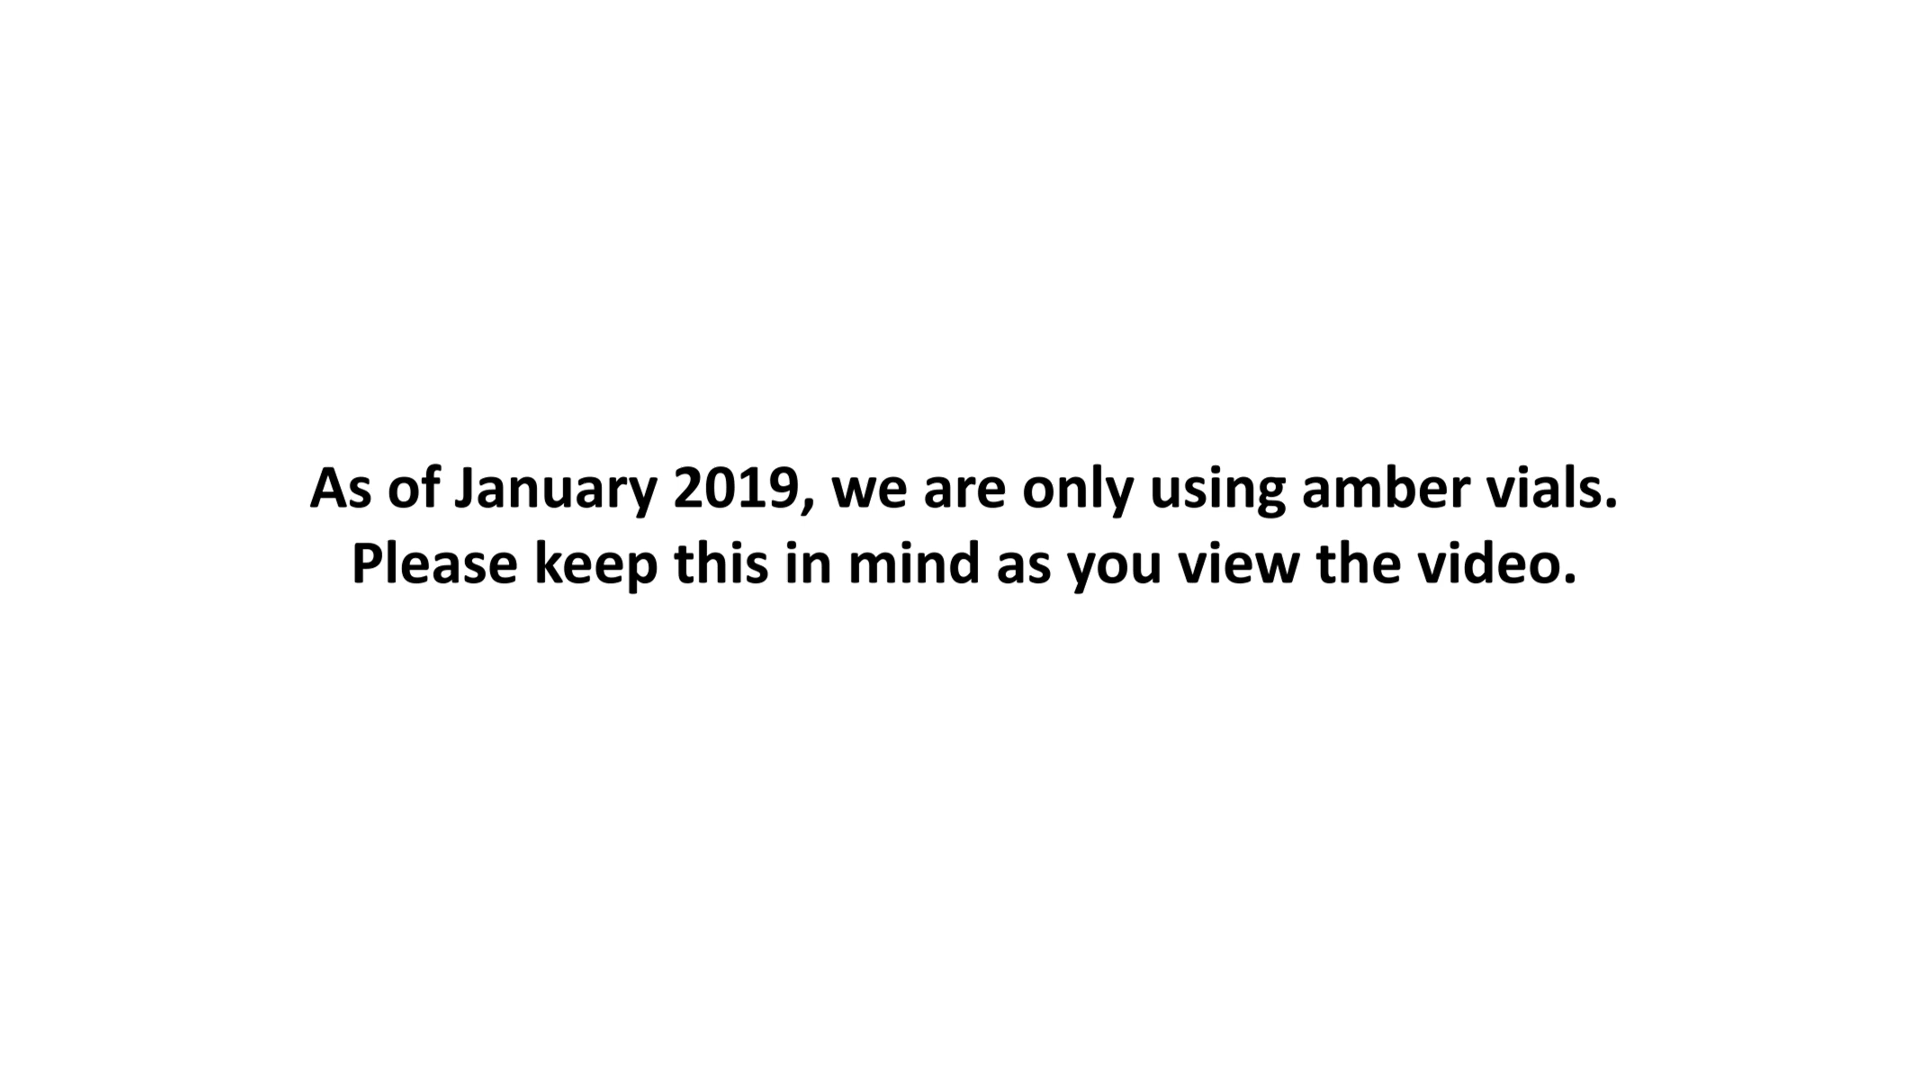 As of January 2019, we are only using amber vials.
Please keep this in mind as you view the video.